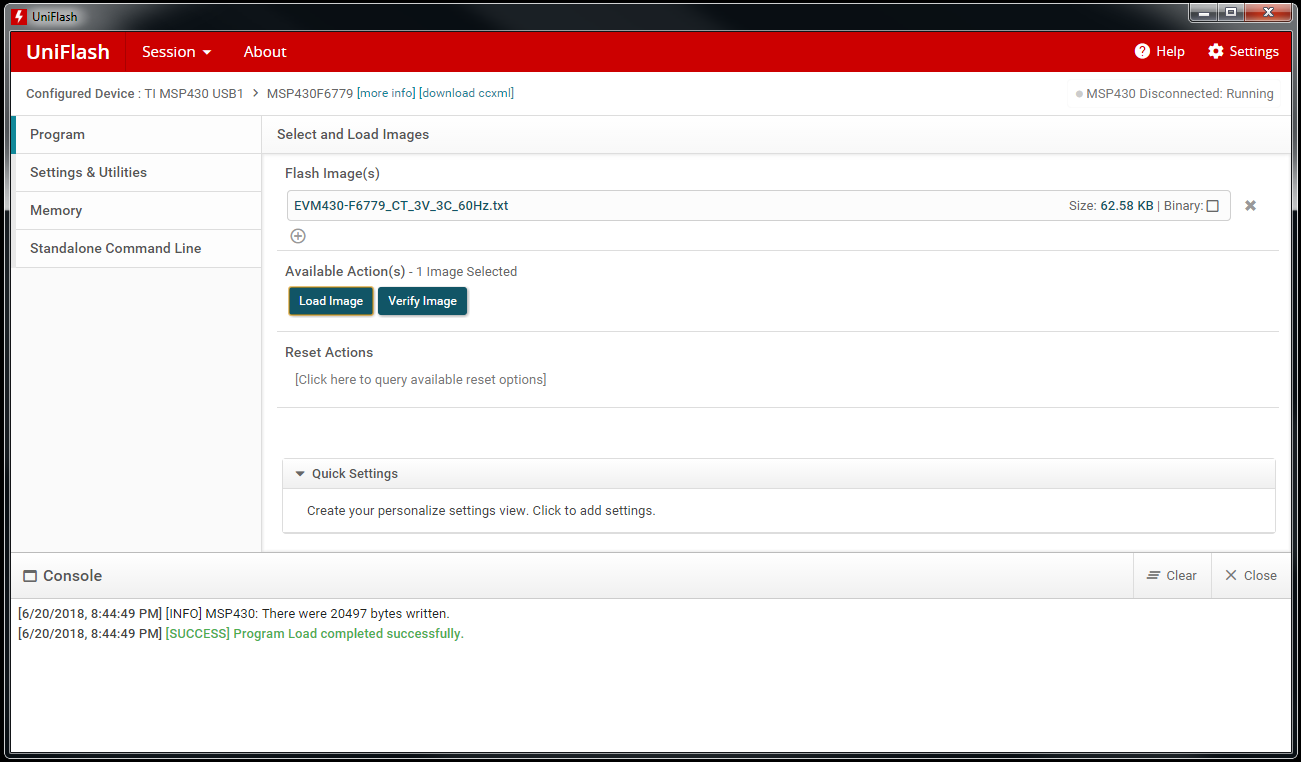 UniFlash
UniFlash Session About Help Settings
Configured Device : TI MSP430 USB1 > MSP430F6779 [more info] [download ccxml] MSP430 Disconnected: Running
Program
Select and Load Images
Settings & Utilities
Memory
Standalone Command Line
Flash Image(s)
EVM430-F6779_CT_3V_3C_60Hz.txt Size: 62.58 KB | Binary:
Available Action(s) - 1 Image Selected
Load Image Verify Image
Reset Actions
[Click here to query available reset options]
Quick Settings
Create your personalize settings view. Click to add settings.
Console Clear Close
[6/20/2018, 8:44:49 PM] [INFO] MSP430: There were 20497 bytes written.
[6/20/2018, 8:44:49 PM] [SUCCESS] Program Load completed successfully.